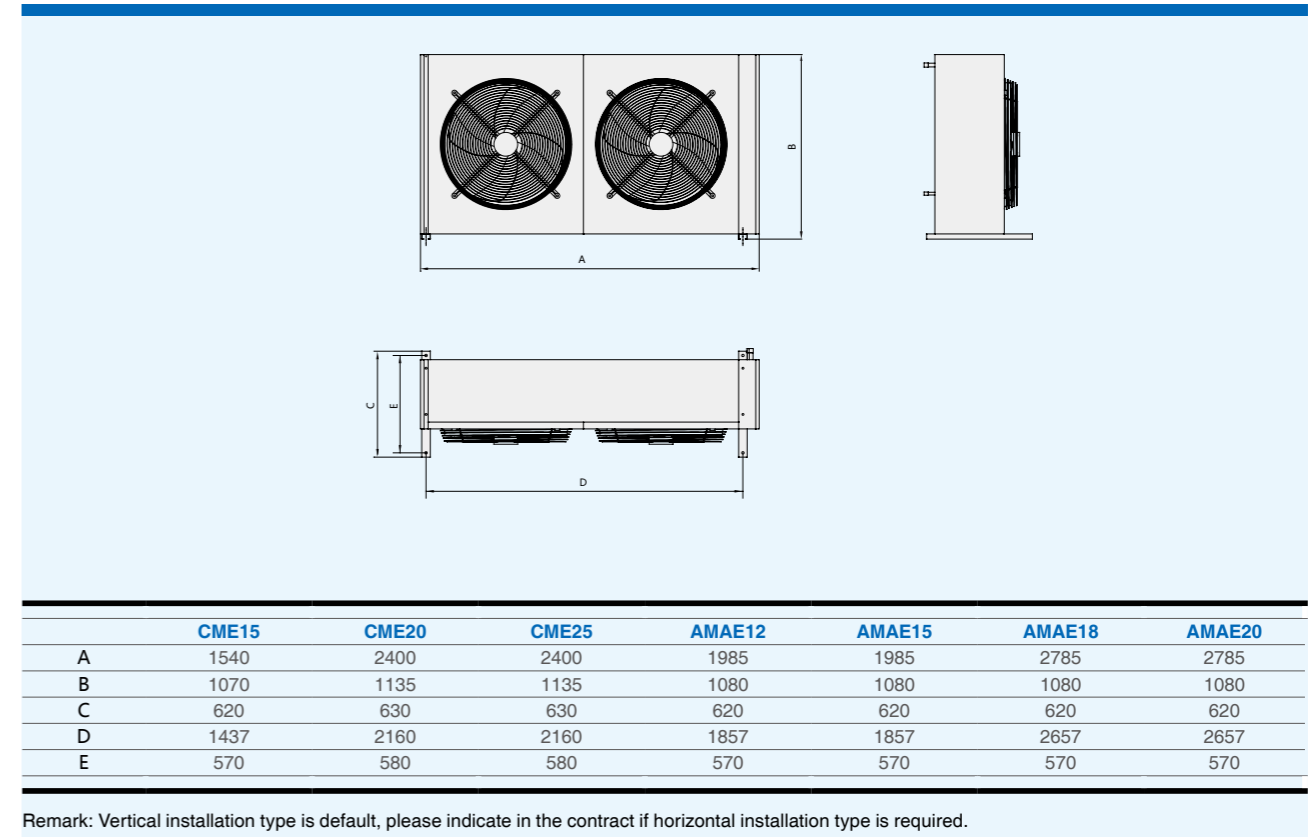 B
A
C
E
D
CME15 CME20 CME25 AMAE12 AMAE15 AMAE18 AMAE20
A 1540 2400 2400 1985 1985 2785 2785
B 1070 1135 1135 1080 1080 1080 1080
C 620 630 630 620 620 620 620
D 1437 2160 2160 1857 1857 2657 2657
E 570 580 580 570 570 570 570
Remark: Vertical installation type is default, please indicate in the contract if horizontal installation type is required.